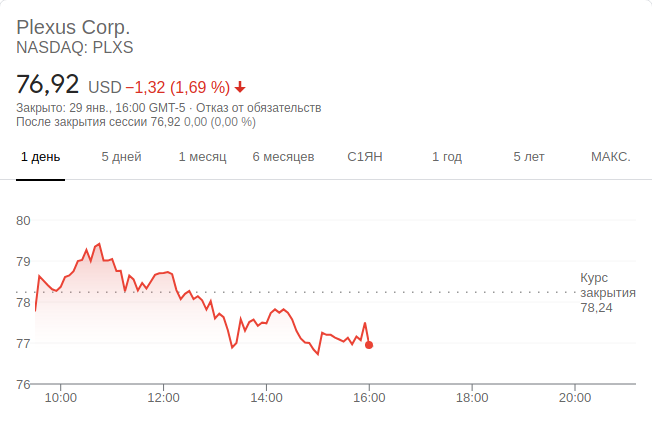 Plexus Corp.
NASDAQ: PLXS
76,92 USD −1,32 (1,69 %)
Закрыто: 29 янв., 16:00 GMT-5 · Отказ от обязательств
После закрытия сессии 76,92 0,00 (0,00 %)
1 день 5 дней 1 месяц 6 месяцев С1ЯН 1 год 5 лет МАКС.
80
79
78
77
76
Курс
закрытия
78,24
10:00 12:00 14:00 16:00 18:00 20:00